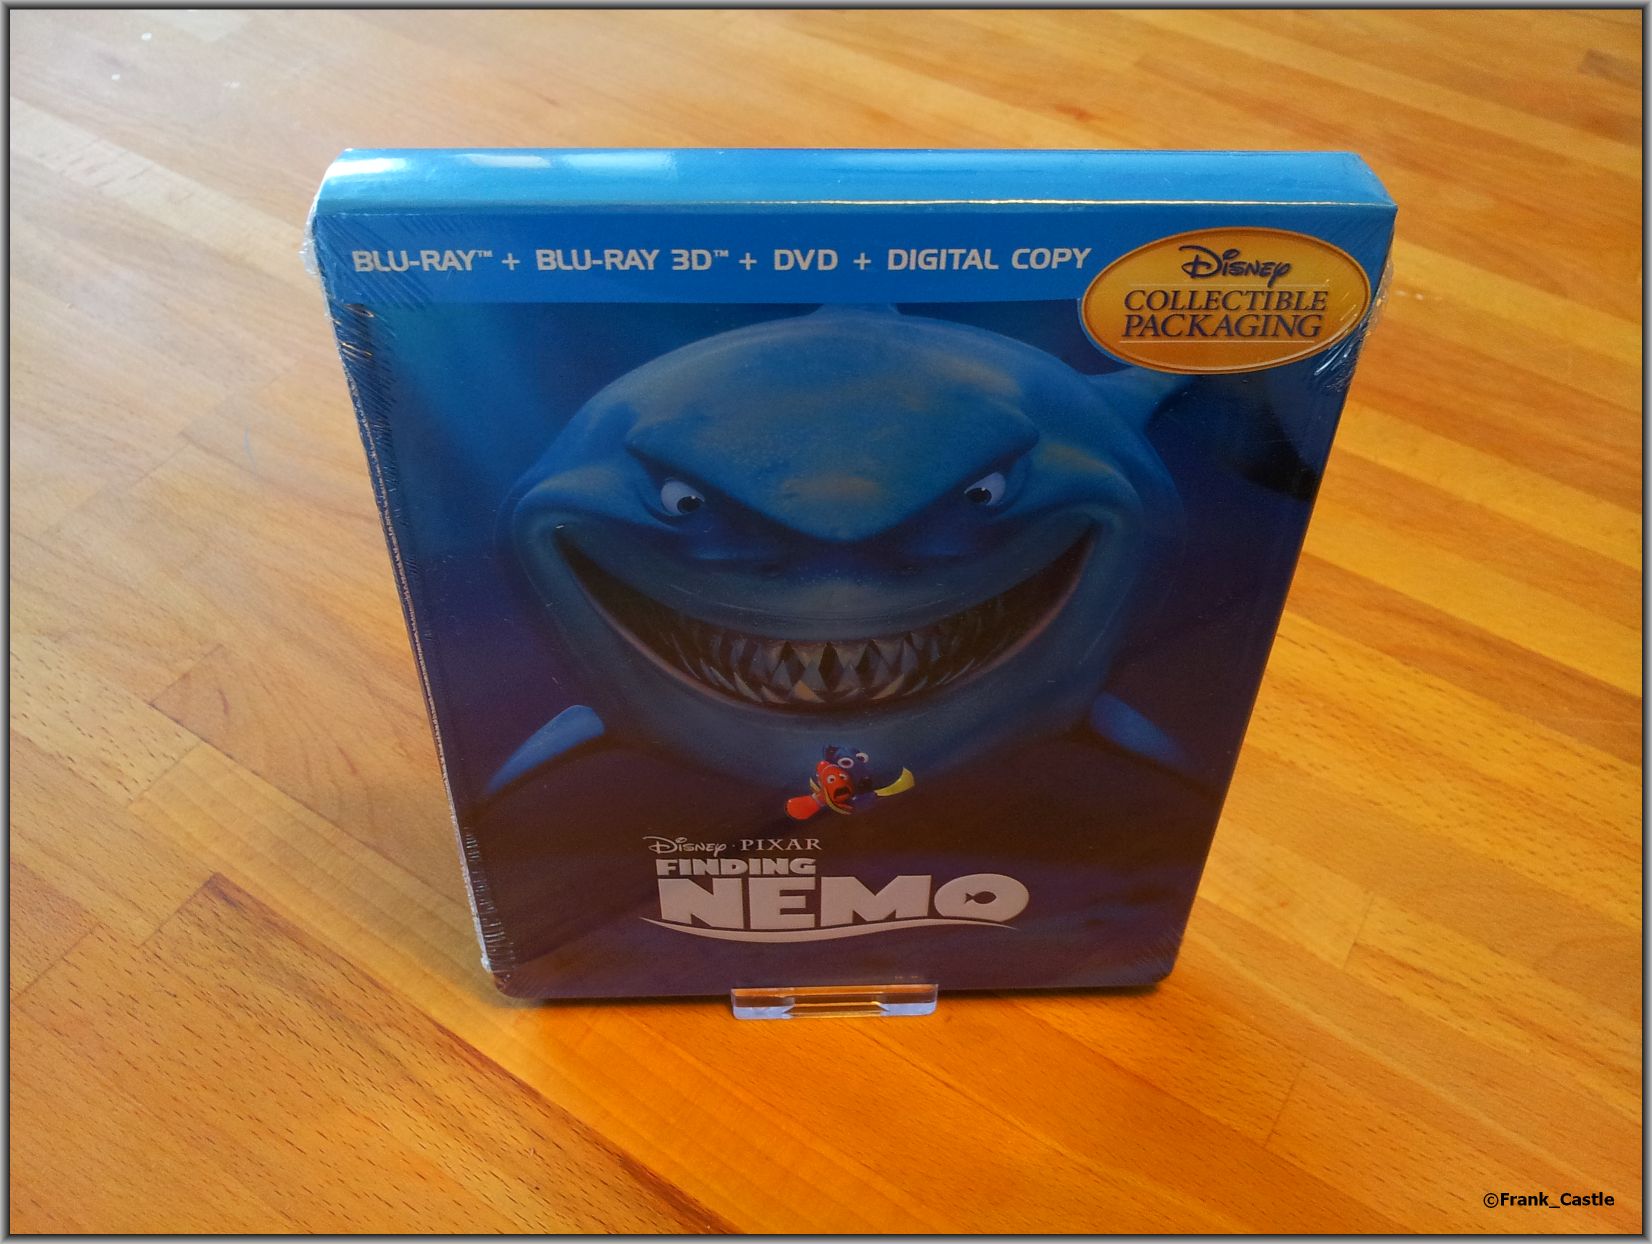 BLU-RAY™ + BLU-RAY 3D™ + DVD + DIGITAL COPY
Disney
COLLECTIBLE
PACKAGING
Disney · PIXAR
FINDING
NEMO
©Frank_Castle